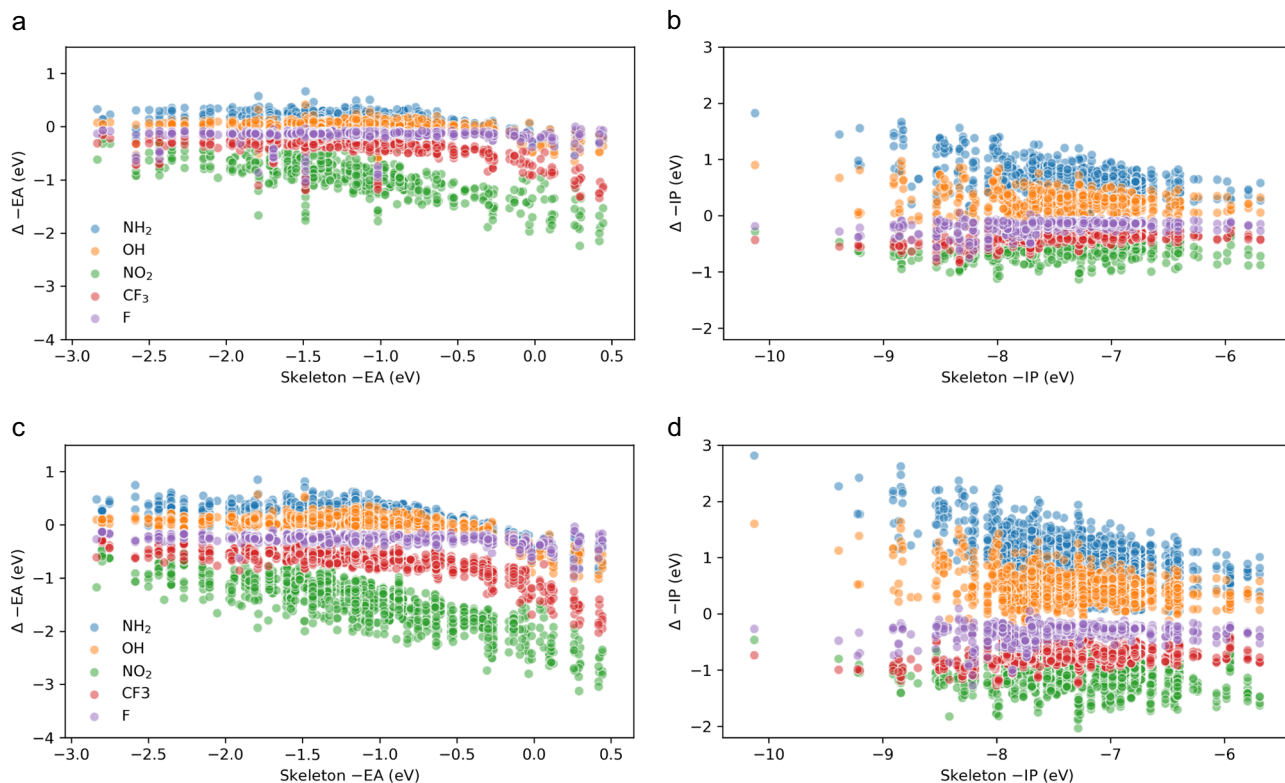 a
1
0
−1
−2
−3
−4
Δ −EA (eV)
NH₂
OH
NO₂
CF₃
F
−3.0 −2.5 −2.0 −1.5 −1.0 −0.5 0.0 0.5
Skeleton −EA (eV)
b
3
2
1
0
−1
−2
Δ −IP (eV)
−10 −9 −8 −7 −6
Skeleton −IP (eV)
c
1
0
−1
−2
−3
−4
Δ −EA (eV)
NH₂
OH
NO₂
CF3
F
−3.0 −2.5 −2.0 −1.5 −1.0 −0.5 0.0 0.5
Skeleton −EA (eV)
d
3
2
1
0
−1
−2
Δ −IP (eV)
−10 −9 −8 −7 −6
Skeleton −IP (eV)